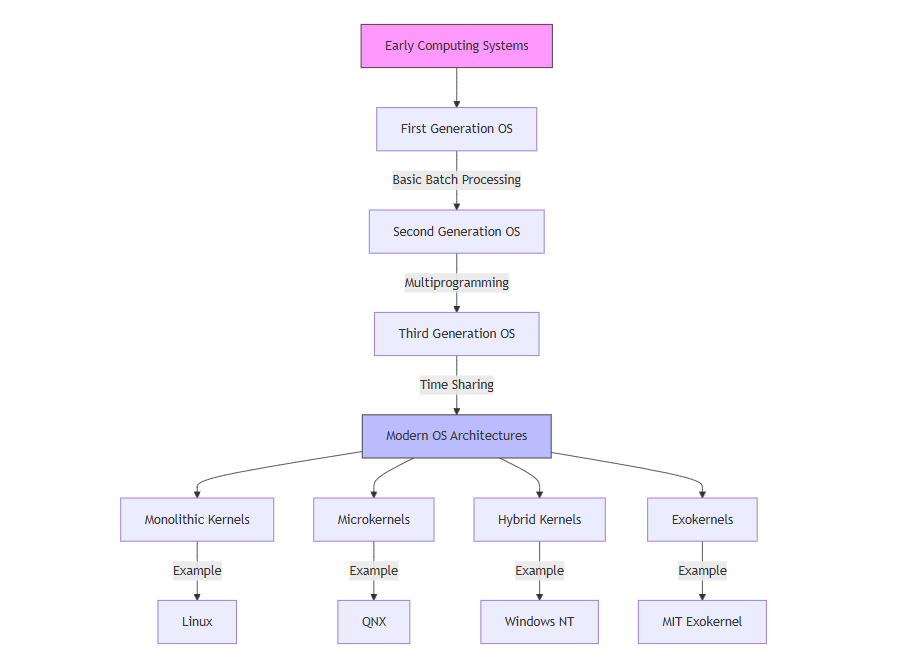 Early Computing Systems
First Generation OS
Basic Batch Processing
Second Generation OS
Multiprogramming
Third Generation OS
Time Sharing
Modern OS Architectures
Monolithic Kernels
Microkernels
Hybrid Kernels
Exokernels
Example
Example
Example
Example
Linux
QNX
Windows NT
MIT Exokernel